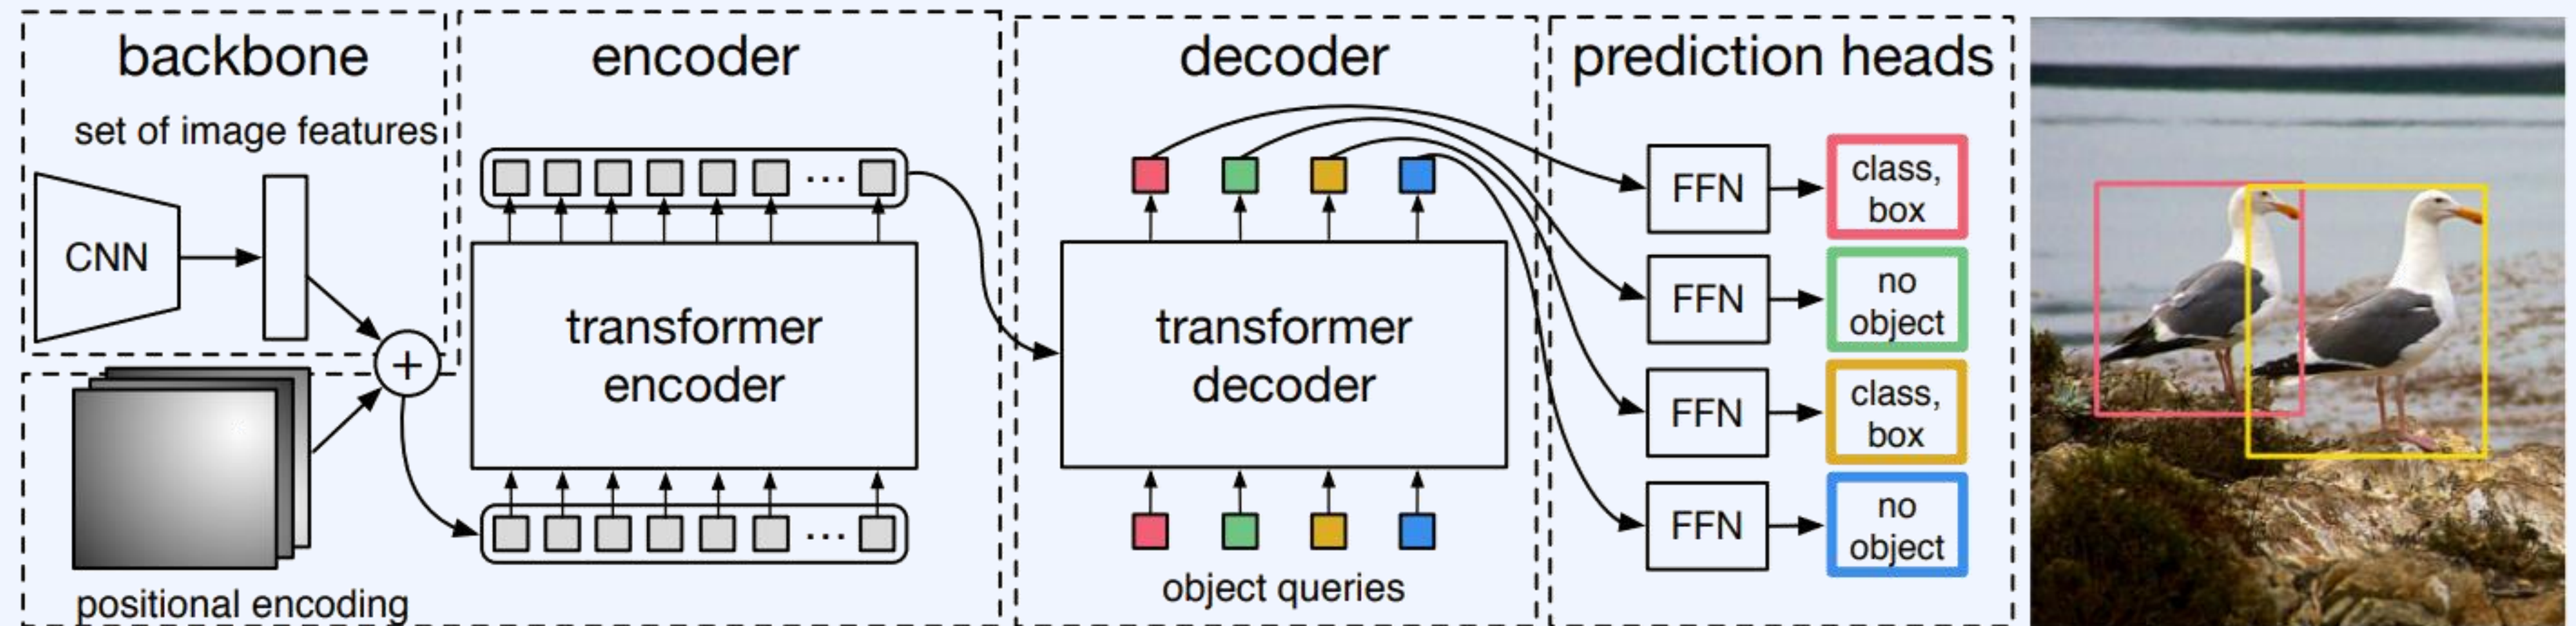 backbone
set of image features
CNN
+
positional encoding
encoder
...
transformer
encoder
...
decoder
transformer
decoder
object queries
prediction heads
FFN
class,
box
FFN
no
object
FFN
class,
box
FFN
no
object